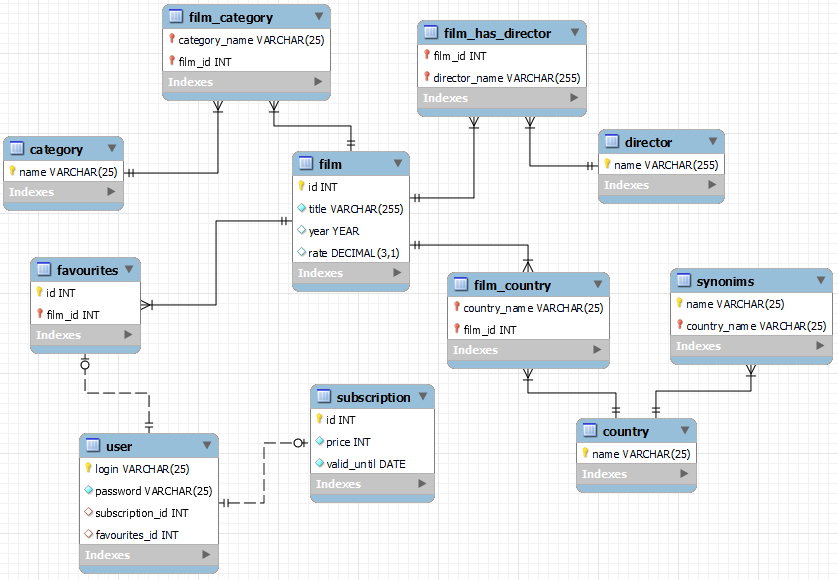 film_category
category_name VARCHAR(25)
film_id INT
Indexes
film_has_director
film_id INT
director_name VARCHAR(255)
Indexes
category
name VARCHAR(25)
Indexes
film
id INT
title VARCHAR(255)
year YEAR
rate DECIMAL(3,1)
Indexes
director
name VARCHAR(255)
Indexes
favourites
id INT
film_id INT
Indexes
film_country
country_name VARCHAR(25)
film_id INT
Indexes
synonims
name VARCHAR(25)
country_name VARCHAR(25)
Indexes
user
login VARCHAR(25)
password VARCHAR(25)
subscription_id INT
favourites_id INT
Indexes
subscription
id INT
price INT
valid_until DATE
Indexes
country
name VARCHAR(25)
Indexes